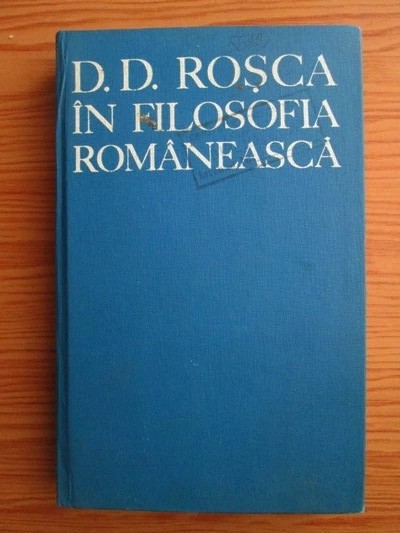 D. D. ROȘCA
ÎN FILOSOFIA
ROMÂNEASCĂ